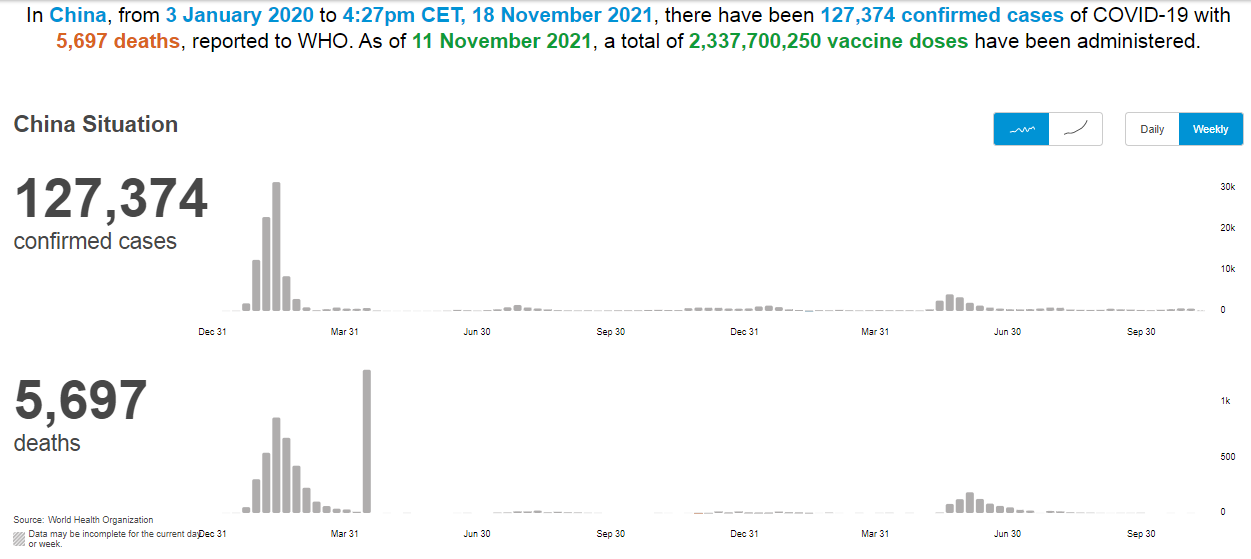 In China, from 3 January 2020 to 4:27pm CET, 18 November 2021, there have been 127,374 confirmed cases of COVID-19 with
5,697 deaths, reported to WHO. As of 11 November 2021, a total of 2,337,700,250 vaccine doses have been administered.
China Situation
Daily Weekly
127,374
confirmed cases
30k
20k
10k
0
Dec 31 Mar 31 Jun 30 Sep 30 Dec 31 Mar 31 Jun 30 Sep 30
5,697
deaths
1k
500
0
Source: World Health Organization
Data may be incomplete for the current day
or week.
Dec 31 Mar 31 Jun 30 Sep 30 Dec 31 Mar 31 Jun 30 Sep 30